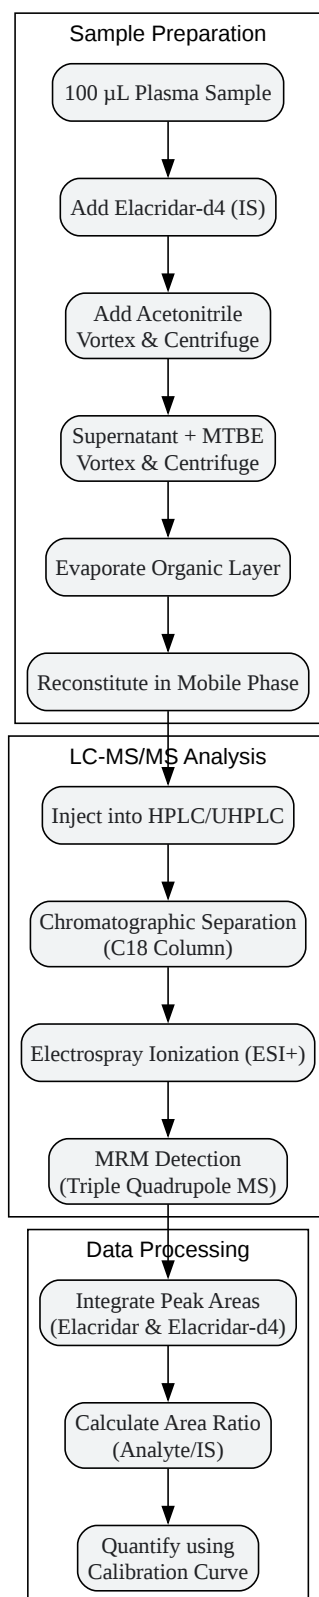 Sample Preparation
100 µL Plasma Sample
Add Elacridar-d4 (IS)
Add Acetonitrile
Vortex & Centrifuge
Supernatant + MTBE
Vortex & Centrifuge
Evaporate Organic Layer
Reconstitute in Mobile Phase
LC-MS/MS Analysis
Inject into HPLC/UHPLC
Chromatographic Separation
(C18 Column)
Electrospray Ionization (ESI+)
MRM Detection
(Triple Quadrupole MS)
Data Processing
Integrate Peak Areas
(Elacridar & Elacridar-d4)
Calculate Area Ratio
(Analyte/IS)
Quantify using
Calibration Curve